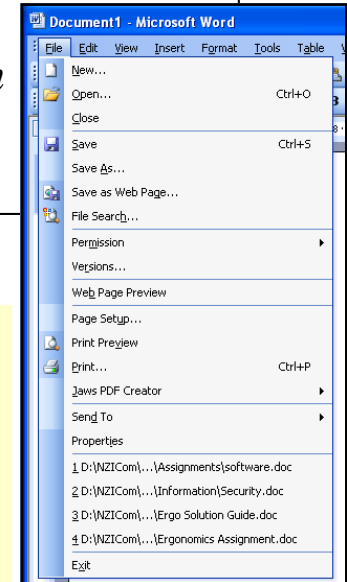 Document1 - Microsoft Word
File Edit View Insert Format Tools Table
New...
Open... Ctrl+O
Close
Save Ctrl+S
Save As...
Save as Web Page...
File Search...
Permission
Versions...
Web Page Preview
Page Setup...
Print Preview
Print... Ctrl+P
Jaws PDF Creator
Send To
Properties
1 D:\NZICom\...\Assignments\software.doc
2 D:\NZICom\...\Information\Security.doc
3 D:\NZICom\...\Ergo Solution Guide.doc
4 D:\NZICom\...\Ergonomics Assignment.doc
Exit